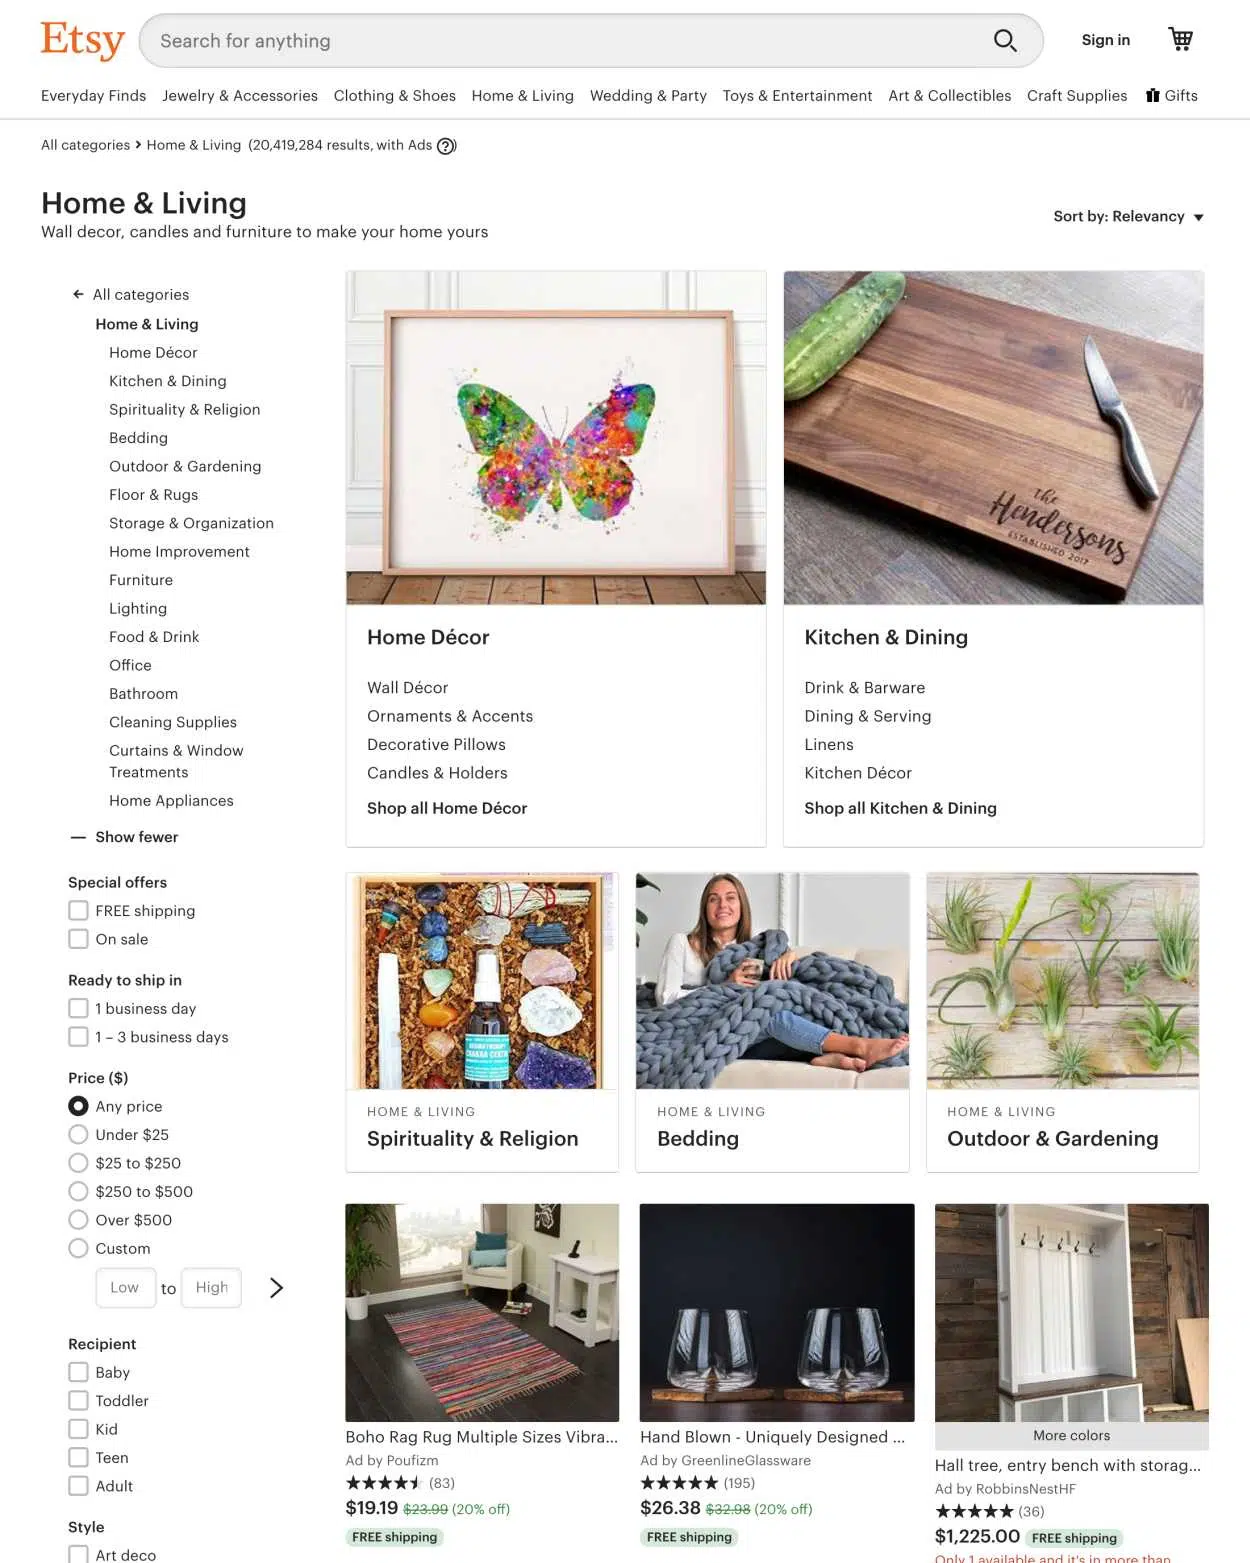 Etsy
Search for anything
Sign in
Everyday Finds
Jewelry & Accessories
Clothing & Shoes
Home & Living
Wedding & Party
Toys & Entertainment
Art & Collectibles
Craft Supplies
Gifts
All categories > Home & Living (20,419,284 results, with Ads ?)
Home & Living
Wall decor, candles and furniture to make your home yours
Sort by: Relevancy
All categories
Home & Living
Home Décor
Kitchen & Dining
Spirituality & Religion
Bedding
Outdoor & Gardening
Floor & Rugs
Storage & Organization
Home Improvement
Furniture
Lighting
Food & Drink
Office
Bathroom
Cleaning Supplies
Curtains & Window
Treatments
Home Appliances
Show fewer
Special offers
FREE shipping
On sale
Ready to ship in
1 business day
1 – 3 business days
Price ($)
Any price
Under $25
$25 to $250
$250 to $500
Over $500
Custom
Low to High
Recipient
Baby
Toddler
Kid
Teen
Adult
Style
Art deco
Home Décor
Wall Décor
Ornaments & Accents
Decorative Pillows
Candles & Holders
Shop all Home Décor
the
Hendersons
ESTABLISHED 2017
Kitchen & Dining
Drink & Barware
Dining & Serving
Linens
Kitchen Décor
Shop all Kitchen & Dining
AROMATHERAPY
CHAKRA
HOME & LIVING
Spirituality & Religion
HOME & LIVING
Bedding
HOME & LIVING
Outdoor & Gardening
Boho Rag Rug Multiple Sizes Vibra...
Ad by Poufizm
(83)
$19.19 $23.99 (20% off)
FREE shipping
Hand Blown - Uniquely Designed ...
Ad by GreenlineGlassware
(195)
$26.38 $32.98 (20% off)
FREE shipping
More colors
Hall tree, entry bench with storag...
Ad by RobbinsNestHF
(36)
$1,225.00 FREE shipping
Only 1 available and it's in more than